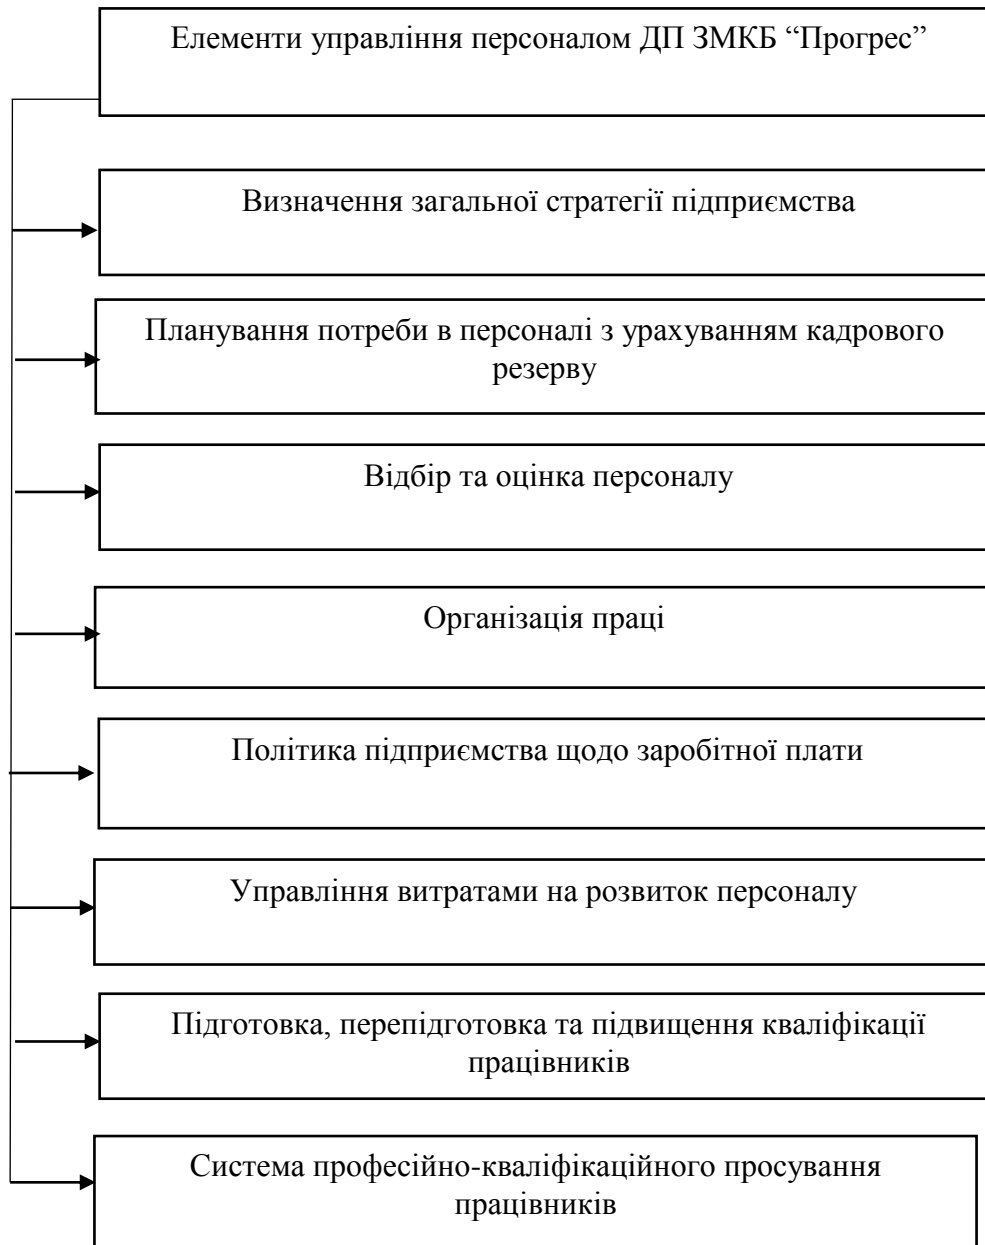 Елементи управління персоналом ДП ЗМКБ “Прогрес”
Визначення загальної стратегії підприємства
Планування потреби в персоналі з урахуванням кадрового
резерву
Відбір та оцінка персоналу
Організація праці
Політика підприємства щодо заробітної плати
Управління витратами на розвиток персоналу
Підготовка, перепідготовка та підвищення кваліфікації
працівників
Система професійно-кваліфікаційного просування
працівників